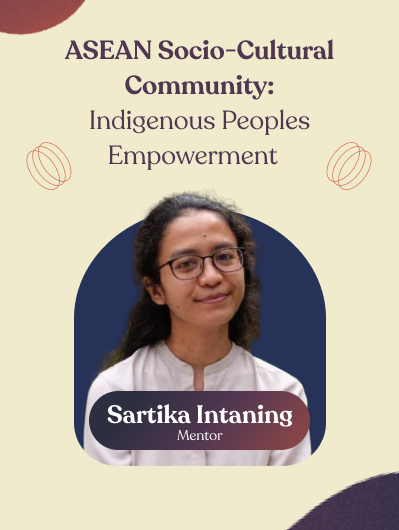 ASEAN Socio-Cultural
Community:
Indigenous Peoples
Empowerment
Sartika Intaning
Mentor